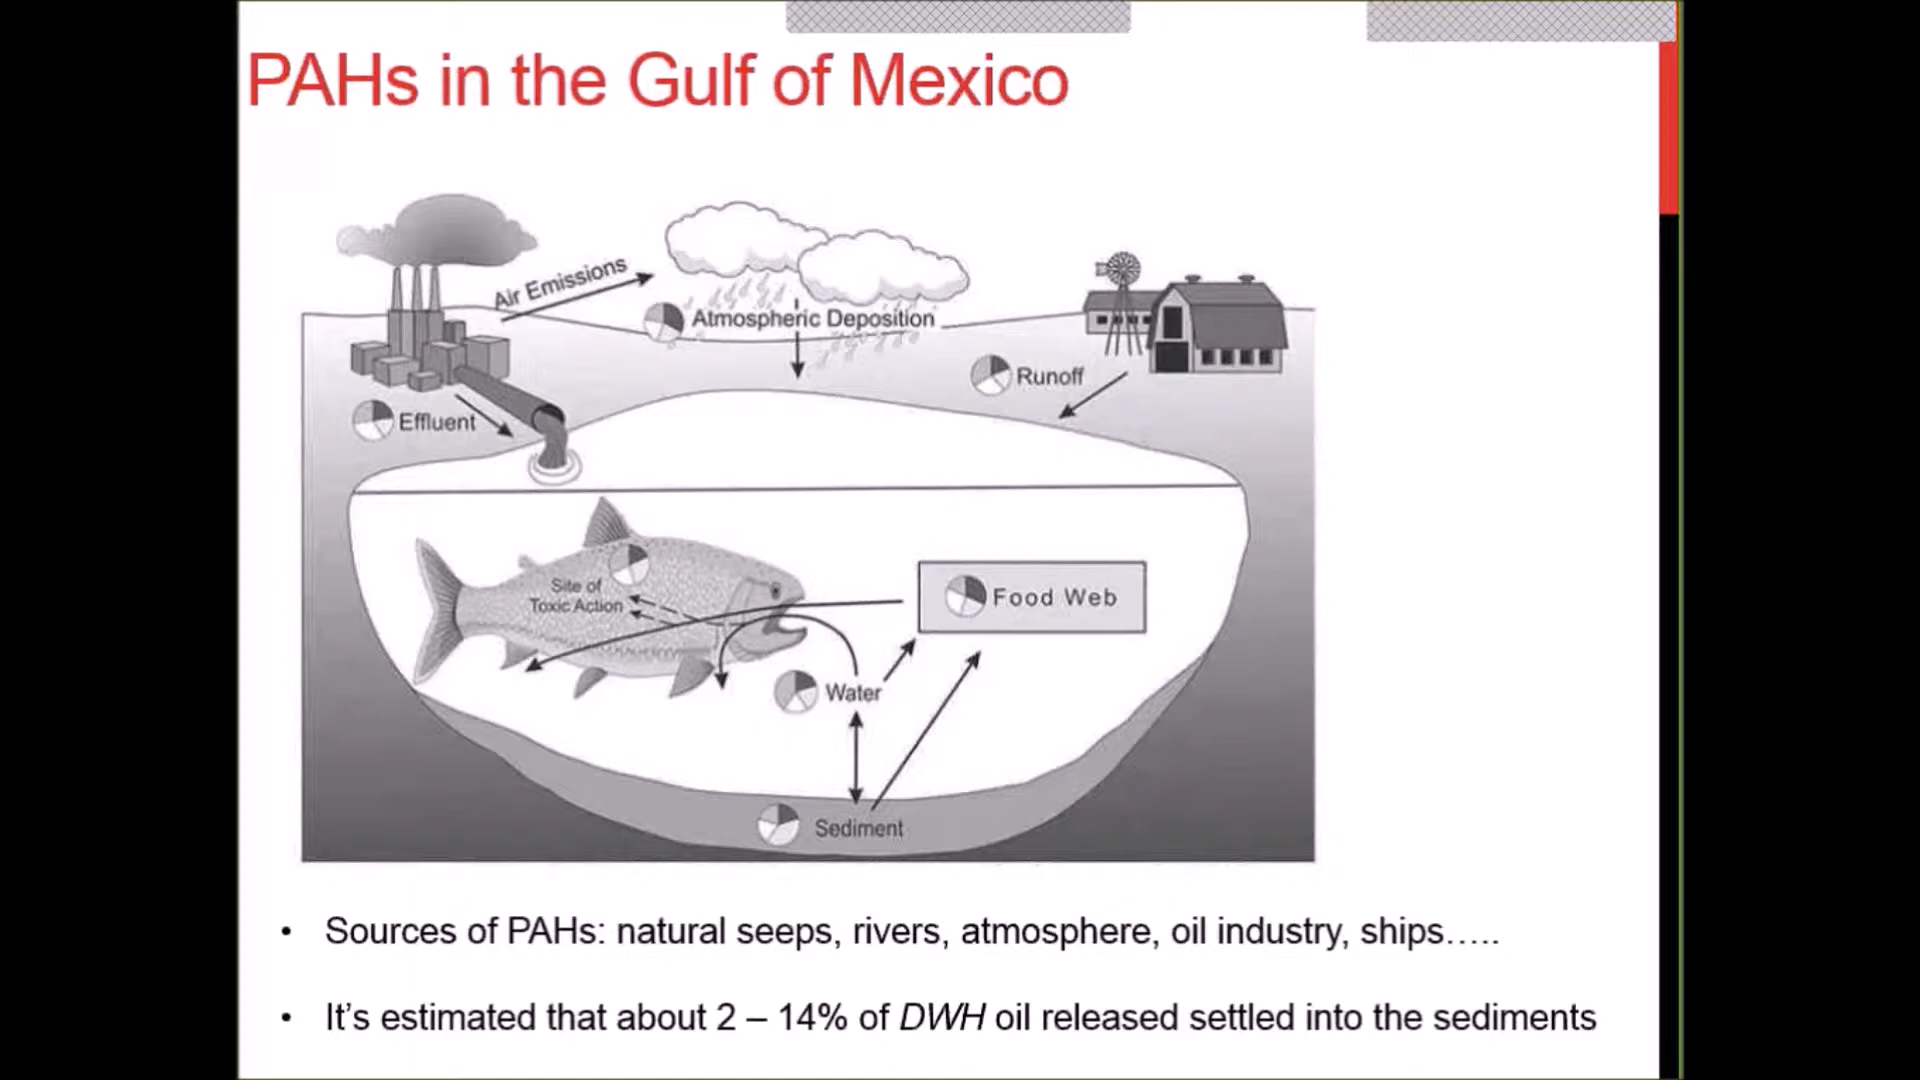 PAHs in the Gulf of Mexico
Air Emissions
Atmospheric Deposition
Runoff
Effluent
Site of
Toxic Action
Food Web
Water
Sediment
• Sources of PAHs: natural seeps, rivers, atmosphere, oil industry, ships…..
• It’s estimated that about 2 – 14% of DWH oil released settled into the sediments